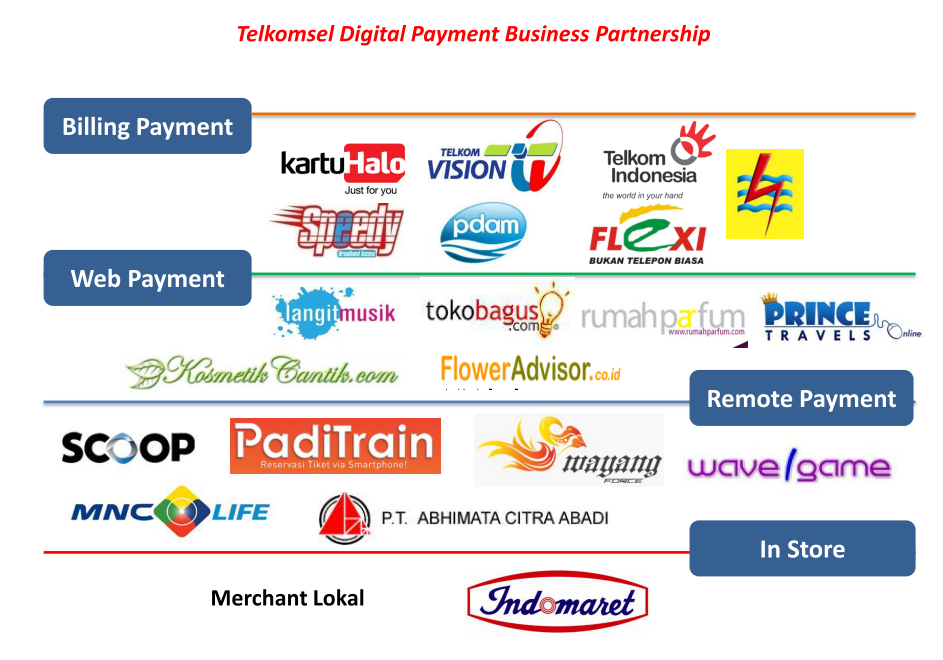 Telkomsel Digital Payment Business Partnership
Billing Payment
kartuHalo
Just for you
TELKOM
VISION
Telkom
Indonesia
the world in your hand
Speedy
Broadband Access
pdam
FLEXI
BUKAN TELEPON BIASA
Web Payment
langitmusik
tokobagus
.com
®
rumahparfum
www.rumahparfum.com
PRINCE
TRAVELS
Online
KosmetikCantik.com
FlowerAdvisor.co.id
Remote Payment
SCOOP
PadiTrain
Reservasi Tiket via Smartphone!
wayang
FORCE
wave/game
MNC LIFE
P.T. ABHIMATA CITRA ABADI
In Store
Merchant Lokal
Indomaret